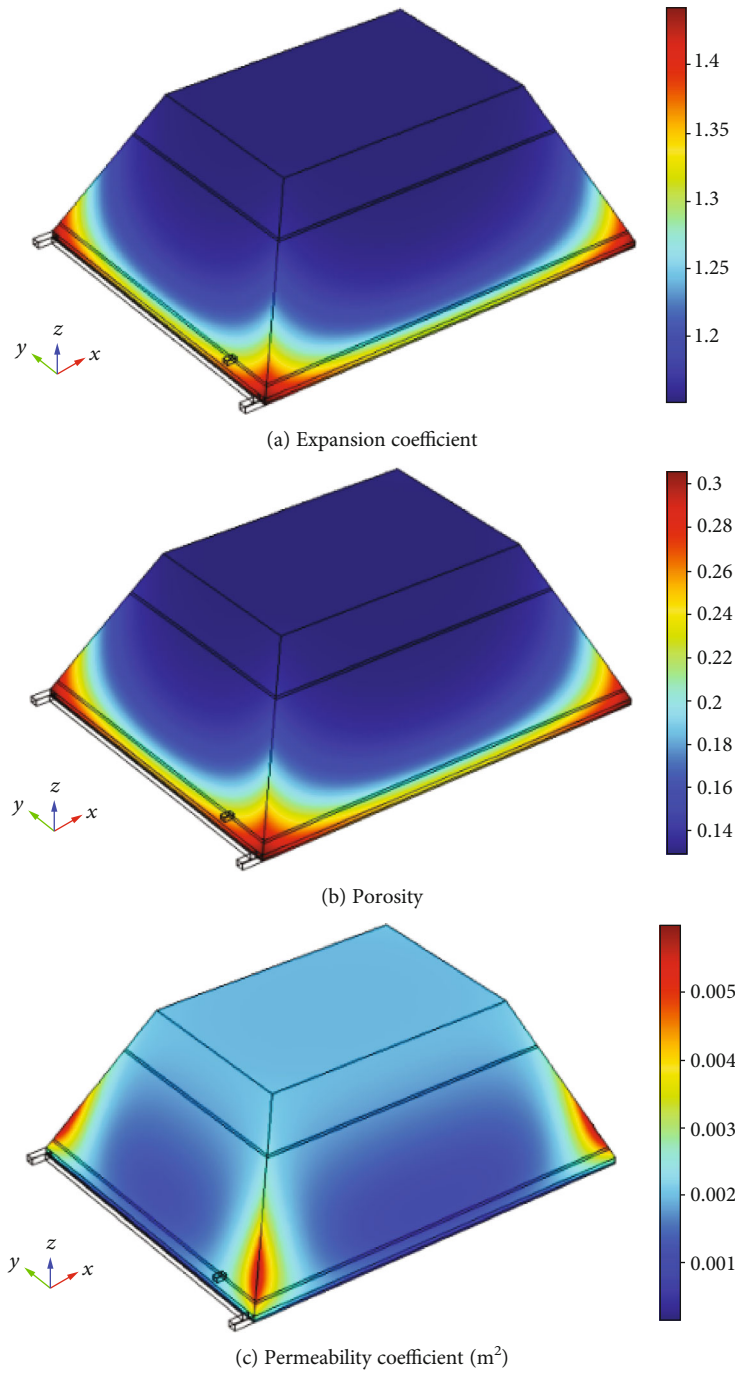 1.4
1.35
1.3
1.25
1.2
z
y
x
(a) Expansion coefficient
0.3
0.28
0.26
0.24
0.22
0.2
0.18
0.16
0.14
z
y
x
(b) Porosity
0.005
0.004
0.003
0.002
0.001
z
y
x
(c) Permeability coefficient (m²)